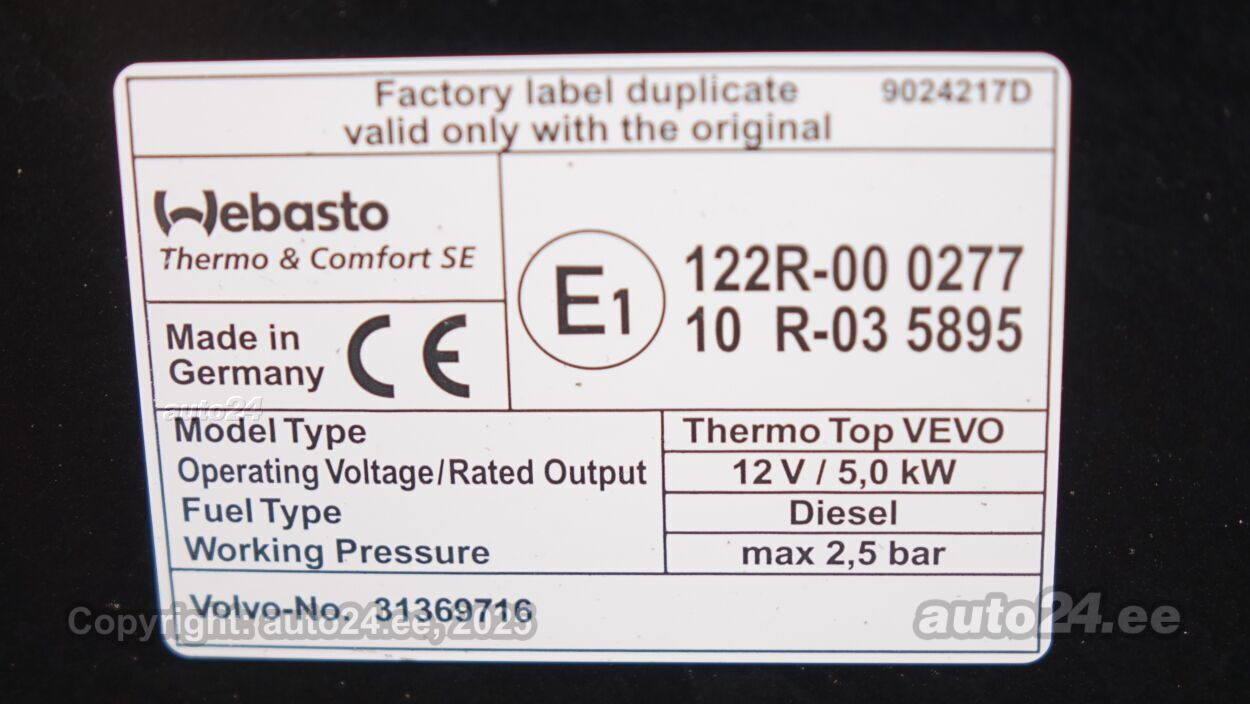 Factory label duplicate 9024217D
valid only with the original
Webasto
Thermo & Comfort SE
E1
122R-00 0277
10 R-03 5895
Made in
Germany
CE
auto24
Model Type Thermo Top VEVO
Operating Voltage/Rated Output 12 V / 5,0 kW
Fuel Type Diesel
Working Pressure max 2,5 bar
Volvo-No. 31369716
Copyright: auto24.ee, 2025
auto24.ee